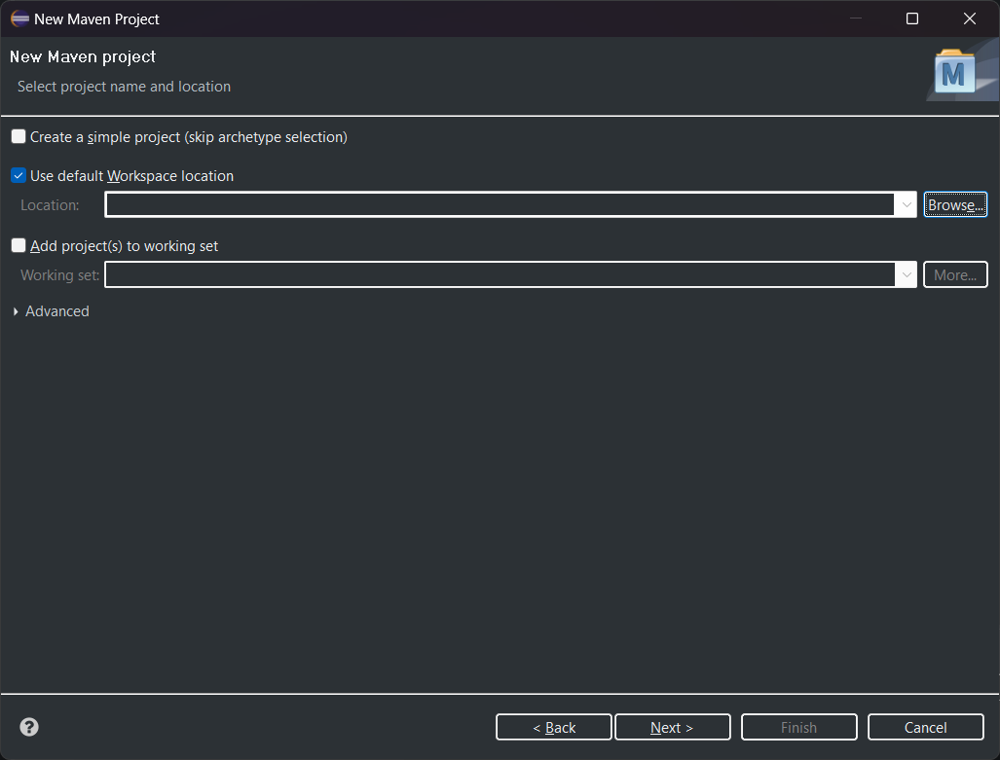 New Maven Project
New Maven project
Select project name and location
M
Create a simple project (skip archetype selection)
Use default Workspace location
Location:
Browse...
Add project(s) to working set
Working set:
More...
Advanced
?
< Back
Next >
Finish
Cancel